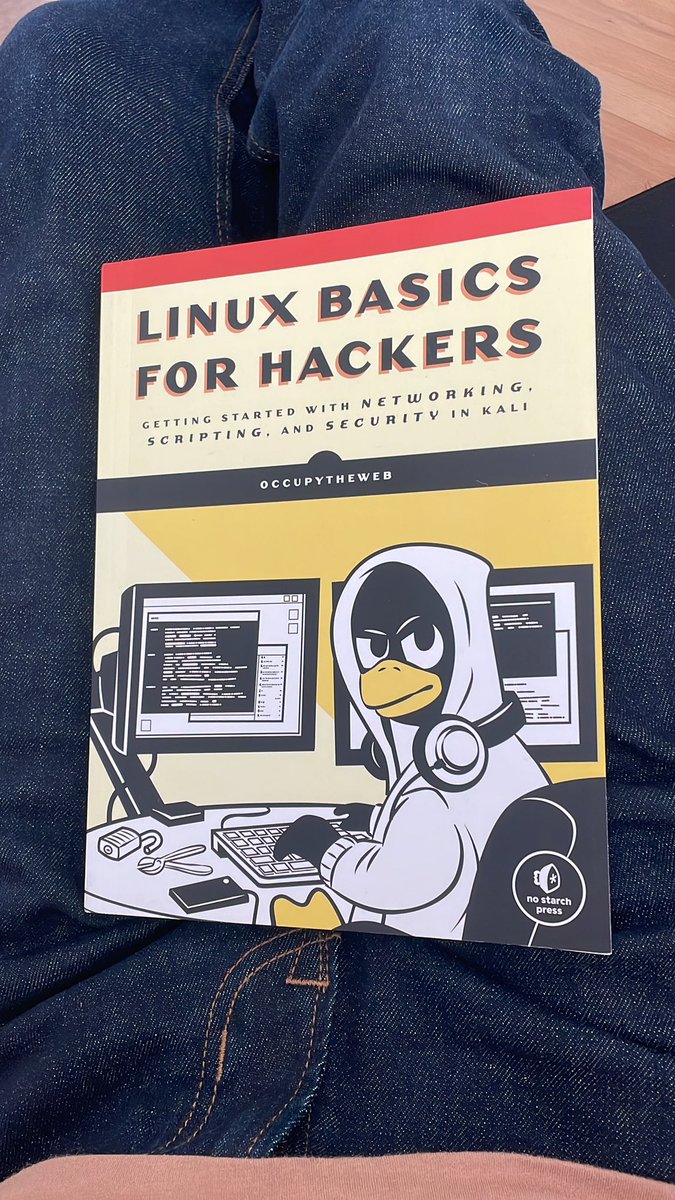 LINUX BASICS
FOR HACKERS
GETTING STARTED WITH NETWORKING,
SCRIPTING, AND SECURITY IN KALI
OCCUPYTHEWEB
no starch
press